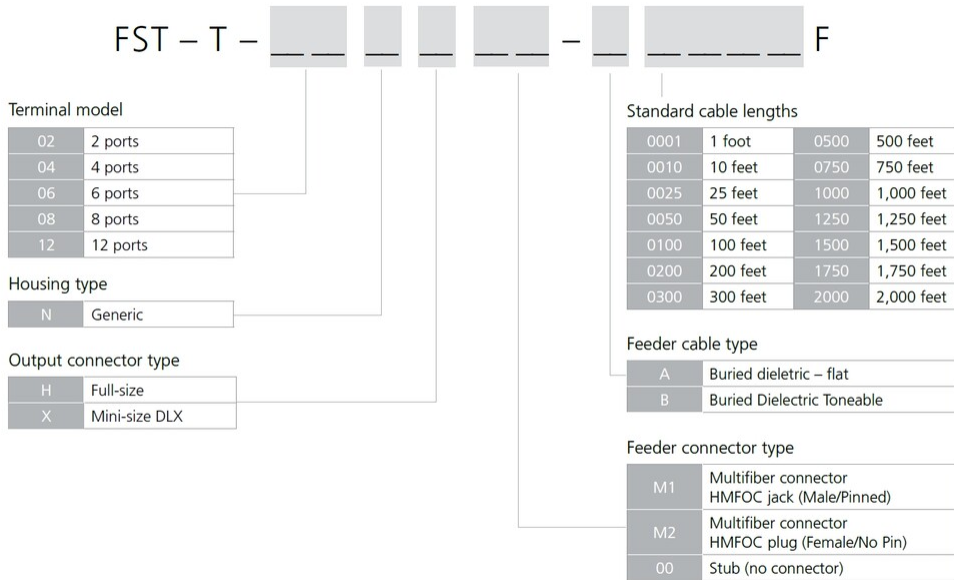 FST – T – __ __ __ __ __ __ – __ __ __ __ __ F
Terminal model
02 2 ports
04 4 ports
06 6 ports
08 8 ports
12 12 ports
Housing type
N Generic
Output connector type
H Full-size
X Mini-size DLX
Standard cable lengths
0001 1 foot 0500 500 feet
0010 10 feet 0750 750 feet
0025 25 feet 1000 1,000 feet
0050 50 feet 1250 1,250 feet
0100 100 feet 1500 1,500 feet
0200 200 feet 1750 1,750 feet
0300 300 feet 2000 2,000 feet
Feeder cable type
A Buried dieletric – flat
B Buried Dielectric Toneable
Feeder connector type
M1 Multifiber connector
HMFOC jack (Male/Pinned)
M2 Multifiber connector
HMFOC plug (Female/No Pin)
00 Stub (no connector)